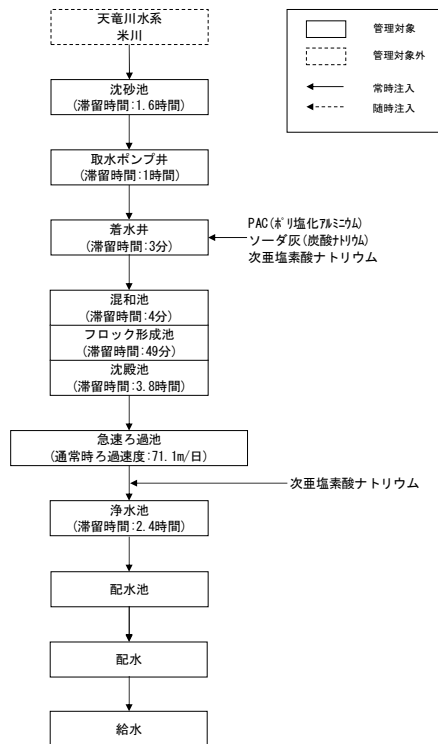 天竜川水系
米川
沈砂池
(滞留時間:1.6時間)
取水ポンプ井
(滞留時間:1時間)
着水井
(滞留時間:3分)
PAC(ﾎﾟﾘ塩化ｱﾙﾐﾆｳﾑ)
ソーダ灰(炭酸ﾅﾄﾘｳﾑ)
次亜塩素酸ナトリウム
混和池
(滞留時間:4分)
フロック形成池
(滞留時間:49分)
沈殿池
(滞留時間:3.8時間)
急速ろ過池
(通常時ろ過速度:71.1m/日)
次亜塩素酸ナトリウム
浄水池
(滞留時間:2.4時間)
配水池
配水
給水
管理対象
管理対象外
常時注入
随時注入